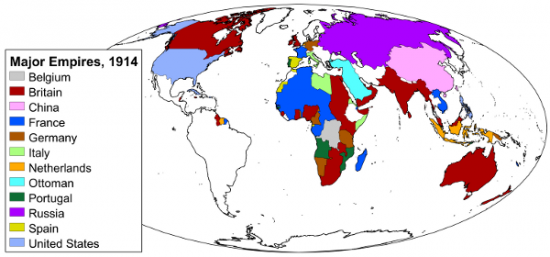 Major Empires, 1914
Belgium
Britain
China
France
Germany
Italy
Netherlands
Ottoman
Portugal
Russia
Spain
United States